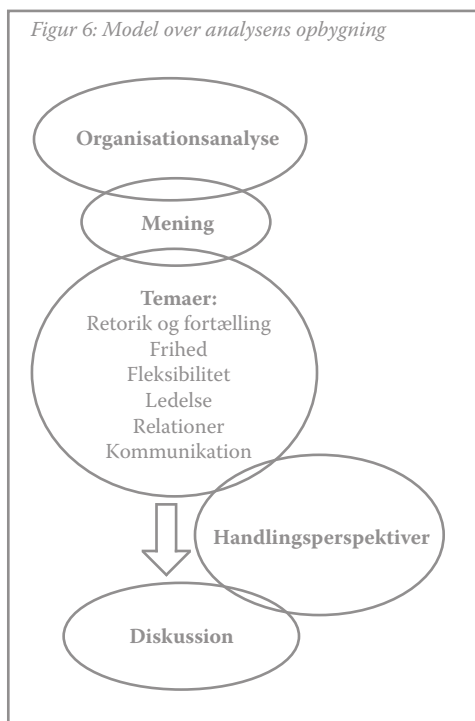 Figur 6: Model over analysens opbygning
Organisationsanalyse
Mening
Temaer:
Retorik og fortælling
Frihed
Fleksibilitet
Ledelse
Relationer
Kommunikation
Handlingsperspektiver
Diskussion